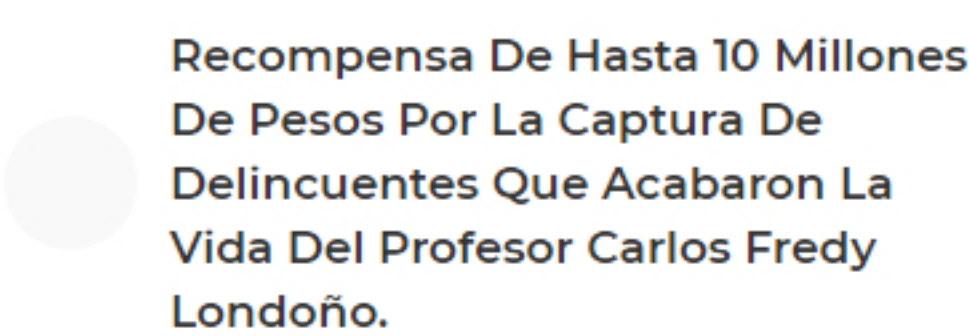 Recompensa De Hasta 10 Millones
De Pesos Por La Captura De
Delincuentes Que Acabaron La
Vida Del Profesor Carlos Fredy
Londoño.